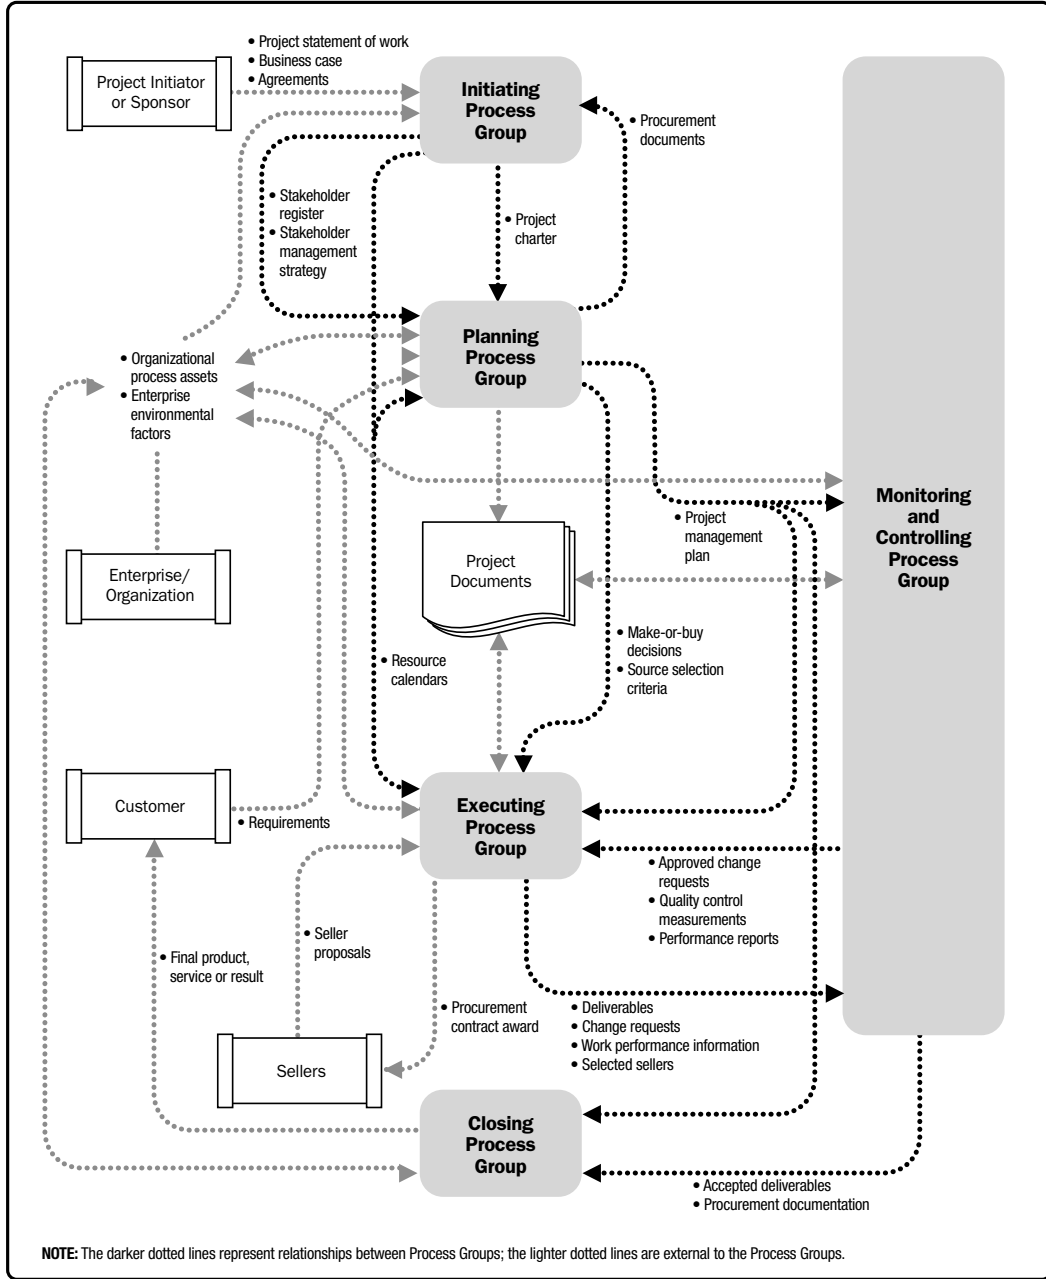 • Project statement of work
• Business case
• Agreements
Project Initiator
or Sponsor
Initiating
Process
Group
• Procurement
documents
• Stakeholder
register
• Stakeholder
management
strategy
• Project
charter
Planning
Process
Group
• Organizational
process assets
• Enterprise
environmental
factors
Monitoring
and
Controlling
Process
Group
• Project
management
plan
Project
Documents
Enterprise/
Organization
• Make-or-buy
decisions
• Source selection
criteria
• Resource
calendars
Customer
• Requirements
Executing
Process
Group
• Approved change
requests
• Quality control
measurements
• Performance reports
• Seller
proposals
• Final product,
service or result
• Procurement
contract award
• Deliverables
• Change requests
• Work performance information
• Selected sellers
Sellers
Closing
Process
Group
• Accepted deliverables
• Procurement documentation
NOTE: The darker dotted lines represent relationships between Process Groups; the lighter dotted lines are external to the Process Groups.